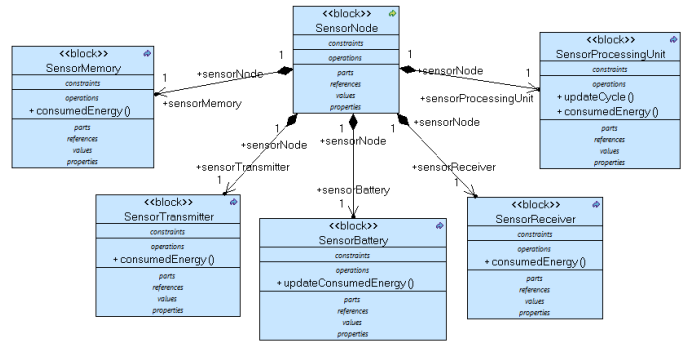 <<block>>
SensorNode
constraints
operations
parts
references
values
properties
<<block>>
SensorMemory
constraints
operations
+ consumedEnergy()
parts
references
values
properties
<<block>>
SensorProcessingUnit
constraints
operations
+ updateCycle()
+ consumedEnergy()
parts
references
values
properties
1
+sensorNode
1
+sensorMemory
1
+sensorNode
1
+sensorProcessingUnit
1
+sensorNode
+sensorTransmitter
1
1
+sensorNode
+sensorBattery
1
1
+sensorNode
+sensorReceiver
1
<<block>>
SensorTransmitter
constraints
operations
+ consumedEnergy()
parts
references
values
properties
<<block>>
SensorBattery
constraints
operations
+ updateConsumedEnergy()
parts
references
values
properties
<<block>>
SensorReceiver
constraints
operations
+ consumedEnergy()
parts
references
values
properties